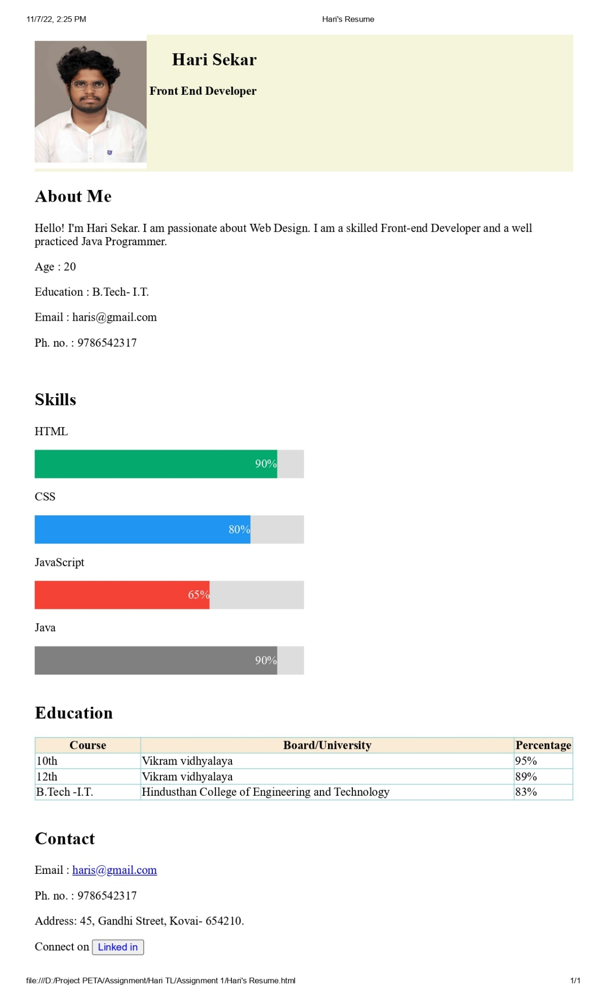 11/7/22, 2:25 PM Hari's Resume
Hari Sekar
Front End Developer
About Me
Hello! I'm Hari Sekar. I am passionate about Web Design. I am a skilled Front-end Developer and a well
practiced Java Programmer.
Age : 20
Education : B.Tech- I.T.
Email : haris@gmail.com
Ph. no. : 9786542317
Skills
HTML
90%
CSS
80%
JavaScript
65%
Java
90%
Education
Course Board/University Percentage
10th Vikram vidhyalaya 95%
12th Vikram vidhyalaya 89%
B.Tech -I.T. Hindusthan College of Engineering and Technology 83%
Contact
Email : haris@gmail.com
Ph. no. : 9786542317
Address: 45, Gandhi Street, Kovai- 654210.
Connect on Linked in
file:///D:/Project PETA/Assignment/Hari TL/Assignment 1/Hari's Resume.html 1/1